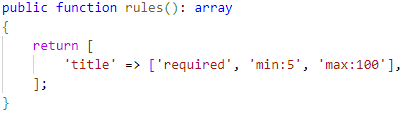 public function rules(): array
{
    return [
        'title' => ['required', 'min:5', 'max:100'],
    ];
}